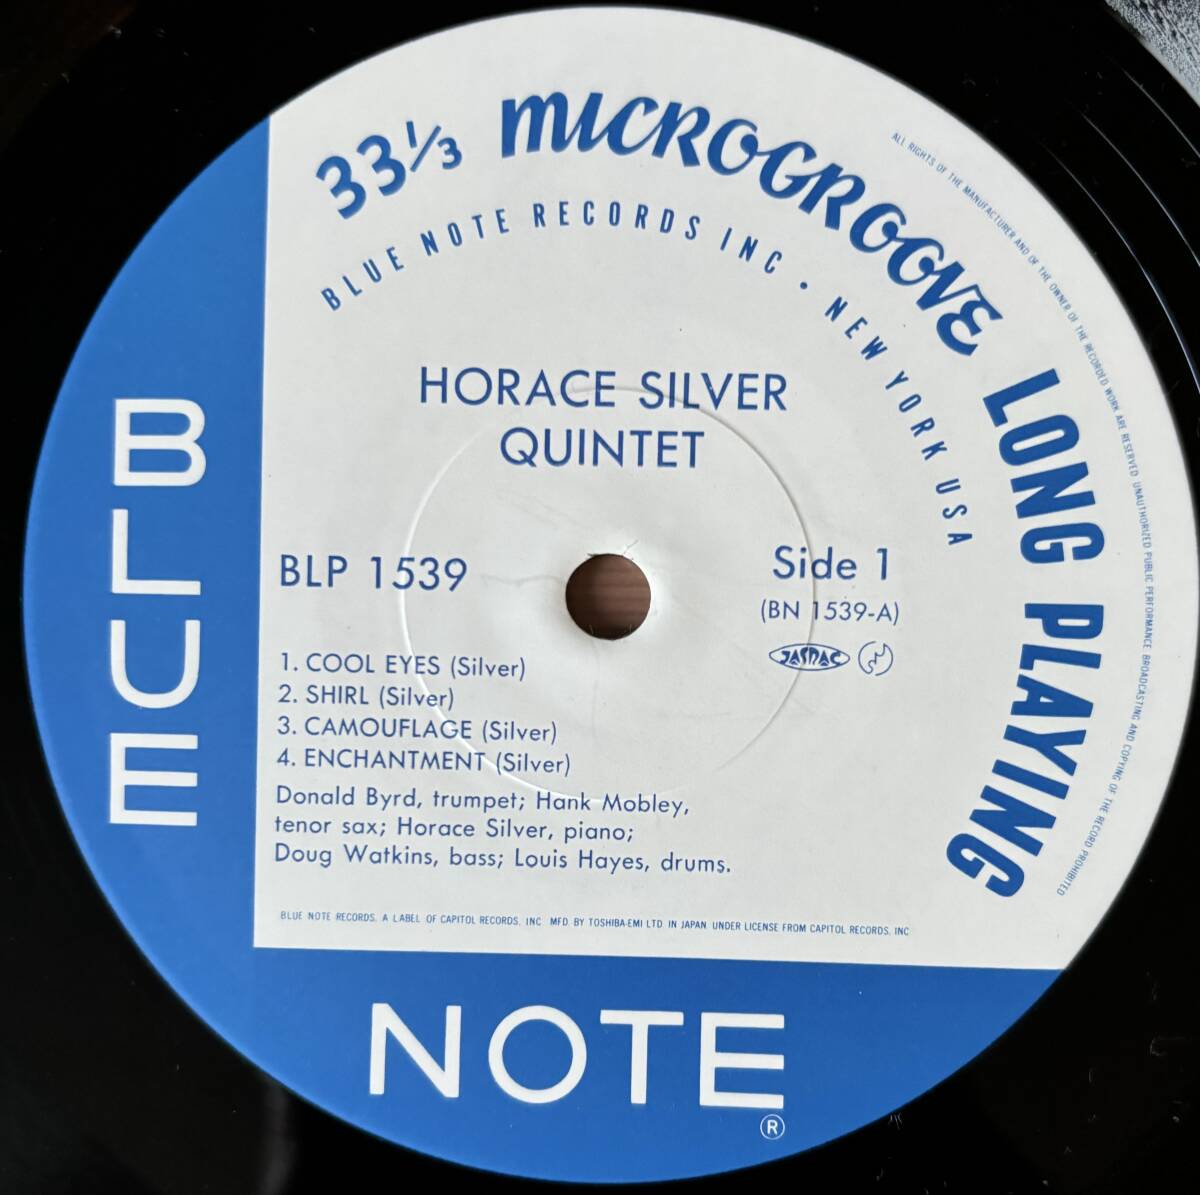 33⅓ MICROGROOVE LONG PLAYING
BLUE NOTE RECORDS INC · NEW YORK USA
ALL RIGHTS OF THE MANUFACTURER AND OF THE OWNER OF THE RECORDED WORK ARE RESERVED. UNAUTHORIZED PUBLIC PERFORMANCE BROADCASTING AND COPYING OF THE RECORD PROHIBITED
HORACE SILVER
QUINTET
BLP 1539
Side 1
(BN 1539-A)
JASRAC
1. COOL EYES (Silver)
2. SHIRL (Silver)
3. CAMOUFLAGE (Silver)
4. ENCHANTMENT (Silver)
Donald Byrd, trumpet; Hank Mobley,
tenor sax; Horace Silver, piano;
Doug Watkins, bass; Louis Hayes, drums.
BLUE NOTE RECORDS, A LABEL OF CAPITOL RECORDS, INC MFD. BY TOSHIBA-EMI LTD. IN JAPAN UNDER LICENSE FROM CAPITOL RECORDS, INC
BLUE
NOTE
®